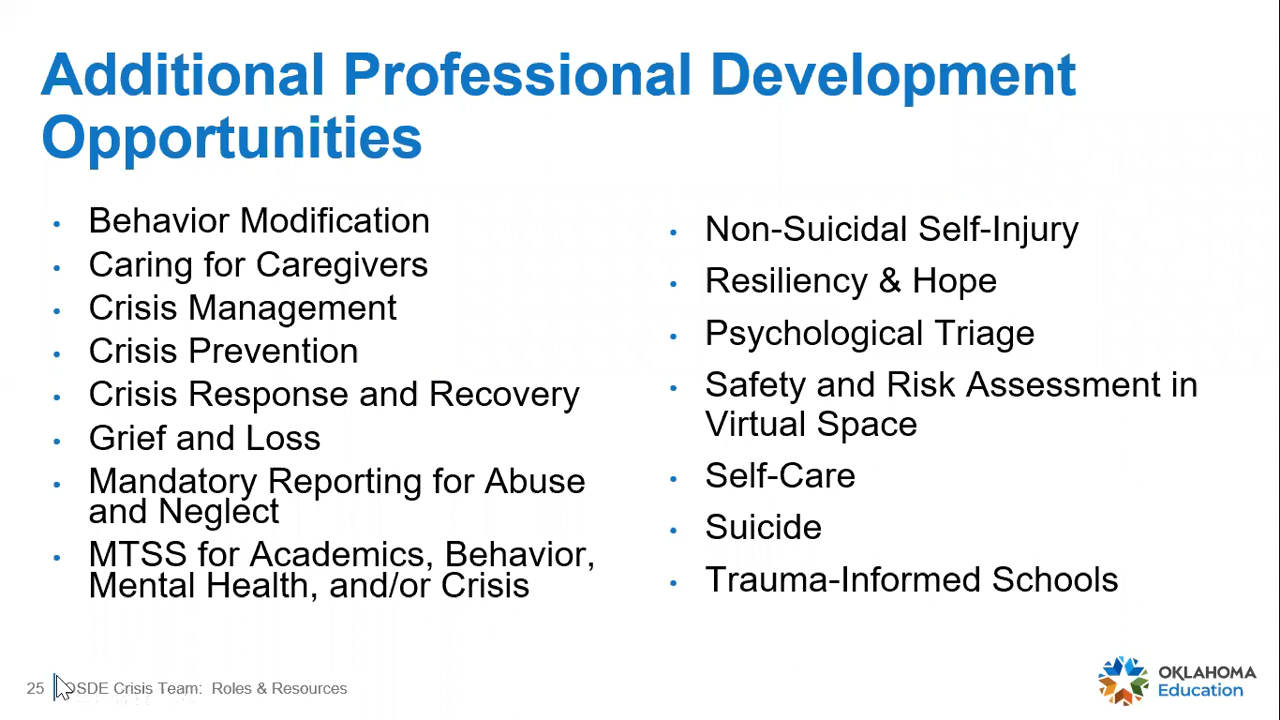 Additional Professional Development
Opportunities
• Behavior Modification
• Caring for Caregivers
• Crisis Management
• Crisis Prevention
• Crisis Response and Recovery
• Grief and Loss
• Mandatory Reporting for Abuse
and Neglect
• MTSS for Academics, Behavior,
Mental Health, and/or Crisis
• Non-Suicidal Self-Injury
• Resiliency & Hope
• Psychological Triage
• Safety and Risk Assessment in
Virtual Space
• Self-Care
• Suicide
• Trauma-Informed Schools
25 OSDE Crisis Team: Roles & Resources
OKLAHOMA
Education